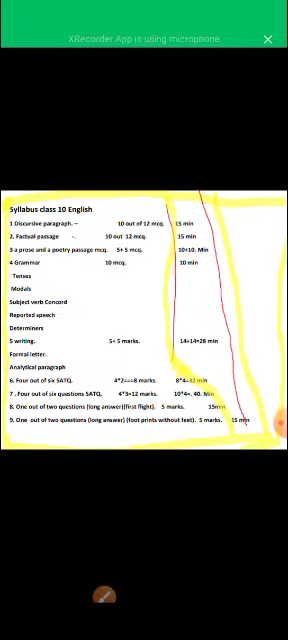 XRecorder App is using microphone.
Syllabus class 10 English
1 Discursive paragraph. – 10 out of 12 mcq. 15 min
2. Factual passage -. 10 out 12 mcq. 15 min
3 a prose and a poetry passage mcq. 5+ 5 mcq. 10+10. Min
4 Grammar 10 mcq. 10 min
Tenses
Modals
Subject verb Concord
Reported speech
Determiners
5 writing. 5+ 5 marks. 14+14=28 min
Formal letter.
Analytical paragraph
6. Four out of six SATQ. 4*2===8 marks. 8*4=32 min
7 . Four out of six questions SATQ. 4*3=12 marks. 10*4=. 40. Min
8. One out of two questions (long answer)(first flight). 5 marks. 15min
9. One out of two questions (long answer) (foot prints without feet). 5 marks. 15 min